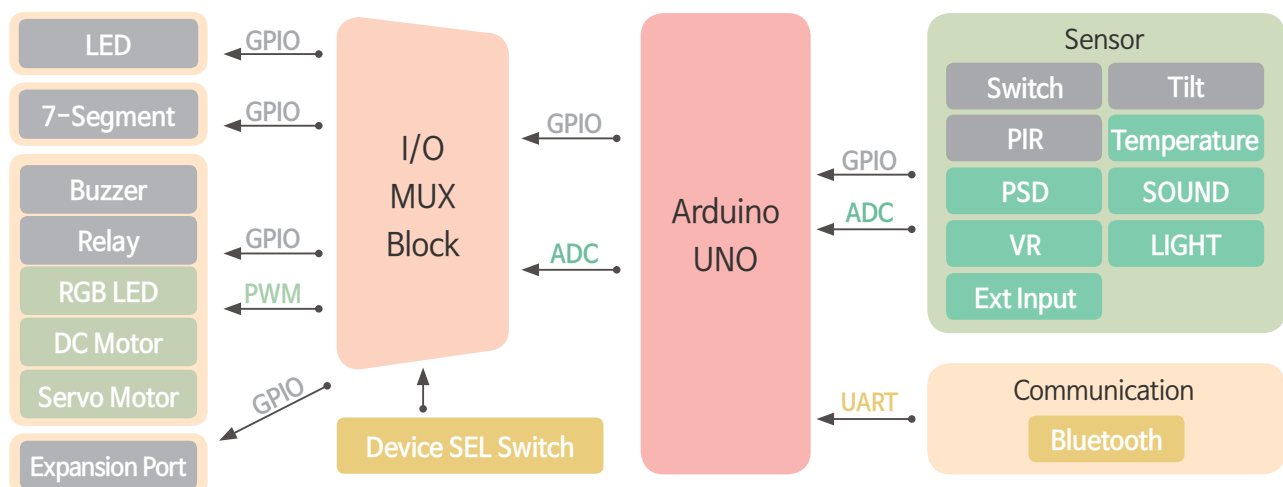 LED
7-Segment
Buzzer
Relay
RGB LED
DC Motor
Servo Motor
Expansion Port
GPIO
GPIO
GPIO
PWM
GPIO
I/O
MUX
Block
Device SEL Switch
GPIO
ADC
Arduino
UNO
GPIO
ADC
UART
Sensor
Switch
Tilt
PIR
Temperature
PSD
SOUND
VR
LIGHT
Ext Input
Communication
Bluetooth